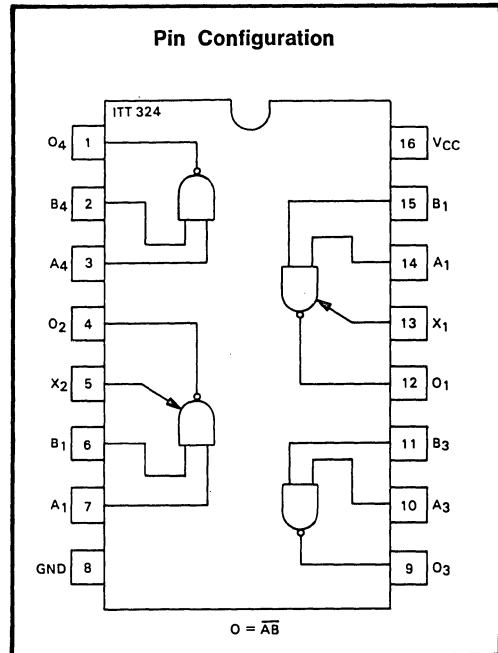 Pin Configuration
ITT 324
O4 1
B4 2
A4 3
O2 4
X2 5
B1 6
A1 7
GND 8
16 VCC
15 B1
14 A1
13 X1
12 O1
11 B3
10 A3
9 O3
O = A̅B̅